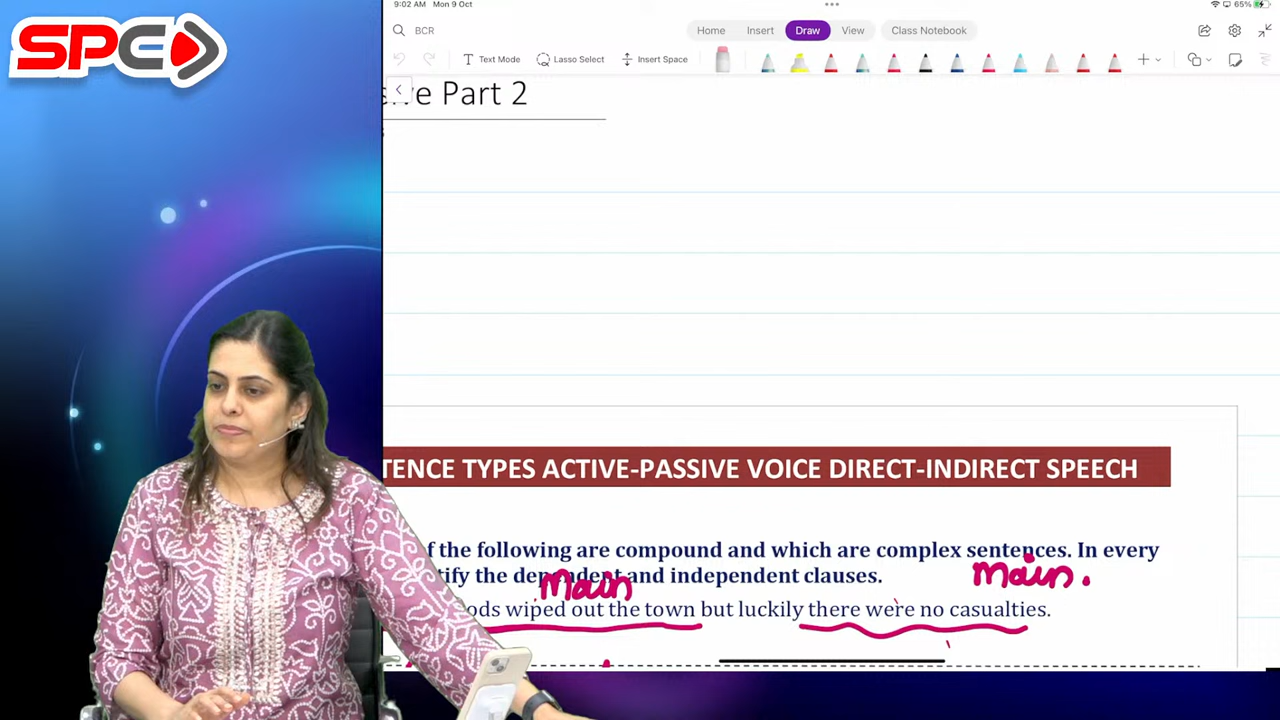 SPC
9:02 AM Mon 9 Oct
65%
BCR
Home Insert Draw View Class Notebook
Text Mode Lasso Select Insert Space
ve Part 2
TENCE TYPES ACTIVE-PASSIVE VOICE DIRECT-INDIRECT SPEECH
f the following are compound and which are complex sentences. In every
tify the dependent and independent clauses.
main main.
ods wiped out the town but luckily there were no casualties.